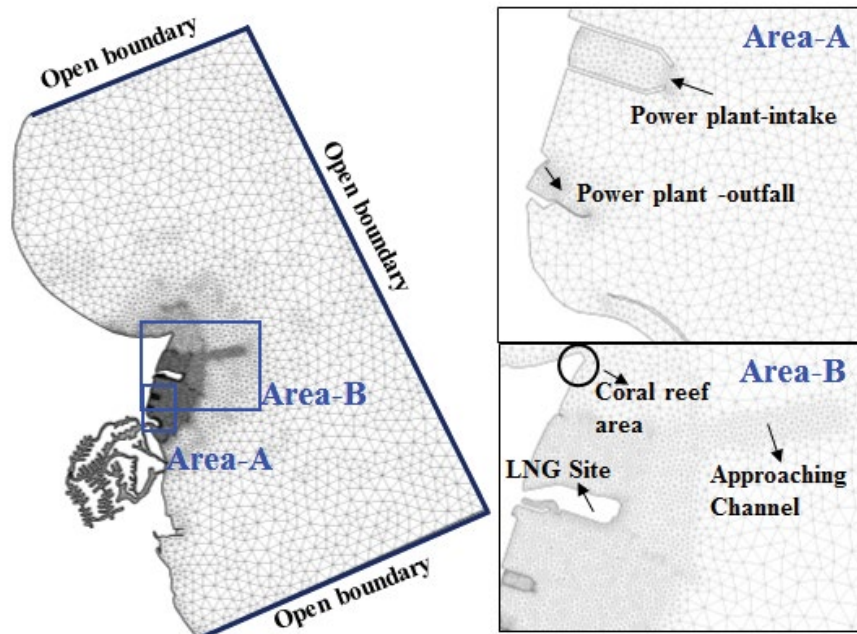 Open boundary
Open boundary
Area-B
Area-A
Open boundary
Area-A
Power plant-intake
Power plant -outfall
Area-B
Coral reef
area
LNG Site
Approaching
Channel